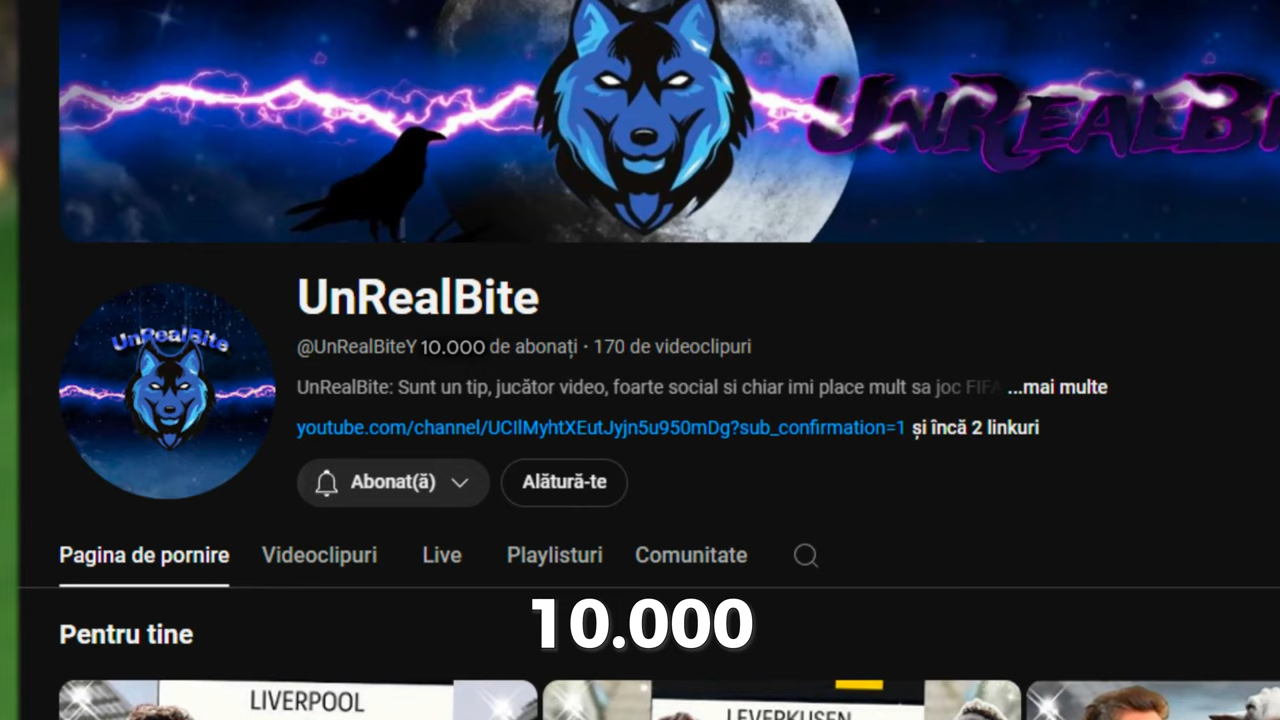 UNREALBI
UnRealBite
UnRealBite
@UnRealBiteY 10.000 de abonați · 170 de videoclipuri
UnRealBite: Sunt un tip, jucător video, foarte social si chiar imi place mult sa joc FIFA ...mai multe
youtube.com/channel/UCIlMyhtXEutJyjn5u950mDg?sub_confirmation=1 și încă 2 linkuri
Abonat(ă) Alătură-te
Pagina de pornire Videoclipuri Live Playlisturi Comunitate
10.000
Pentru tine
LIVERPOOL LEVERKUSEN